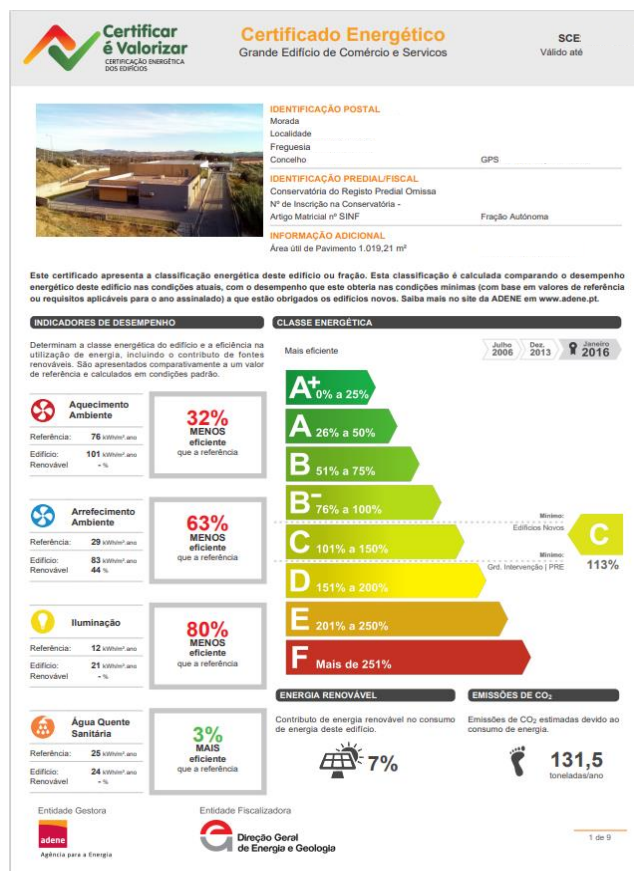 Certificar
é Valorizar
CERTIFICAÇÃO ENERGÉTICA
DOS EDIFÍCIOS
Certificado Energético
Grande Edifício de Comércio e Servicos
SCE
Válido até
IDENTIFICAÇÃO POSTAL
Morada
Localidade
Freguesia
Concelho GPS
IDENTIFICAÇÃO PREDIAL/FISCAL
Conservatória do Registo Predial Omissa
Nº de Inscrição na Conservatória -
Artigo Matricial nº SINF Fração Autónoma
INFORMAÇÃO ADICIONAL
Área útil de Pavimento 1.019,21 m²
Este certificado apresenta a classificação energética deste edifício ou fração. Esta classificação é calculada comparando o desempenho
energético deste edifício nas condições atuais, com o desempenho que este obteria nas condições mínimas (com base em valores de referência
ou requisitos aplicáveis para o ano assinalado) a que estão obrigados os edifícios novos. Saiba mais no site da ADENE em www.adene.pt.
INDICADORES DE DESEMPENHO
Determinam a classe energética do edifício e a eficiência na
utilização de energia, incluindo o contributo de fontes
renováveis. São apresentados comparativamente a um valor
de referência e calculados em condições padrão.
Aquecimento
Ambiente
Referência: 76 kWh/m².ano
Edifício: 101 kWh/m².ano
Renovável - %
32%
MENOS
eficiente
que a referência
Arrefecimento
Ambiente
Referência: 29 kWh/m².ano
Edifício: 83 kWh/m².ano
Renovável 44 %
63%
MENOS
eficiente
que a referência
Iluminação
Referência: 12 kWh/m².ano
Edifício: 21 kWh/m².ano
Renovável - %
80%
MENOS
eficiente
que a referência
Água Quente
Sanitária
Referência: 25 kWh/m².ano
Edifício: 24 kWh/m².ano
Renovável - %
3%
MAIS
eficiente
que a referência
CLASSE ENERGÉTICA
Mais eficiente
Julho
2006
Dez.
2013
Janeiro
2016
A+ 0% a 25%
A 26% a 50%
B 51% a 75%
B- 76% a 100%
C 101% a 150%
D 151% a 200%
E 201% a 250%
F Mais de 251%
Mínimo:
Edifícios Novos
Mínimo:
Grd. Intervenção | PRE
C
113%
ENERGIA RENOVÁVEL
Contributo de energia renovável no consumo
de energia deste edifício.
7%
EMISSÕES DE CO₂
Emissões de CO₂ estimadas devido ao
consumo de energia.
131,5
toneladas/ano
Entidade Gestora
adene
Agência para a Energia
Entidade Fiscalizadora
Direção Geral
de Energia e Geologia
1 de 9